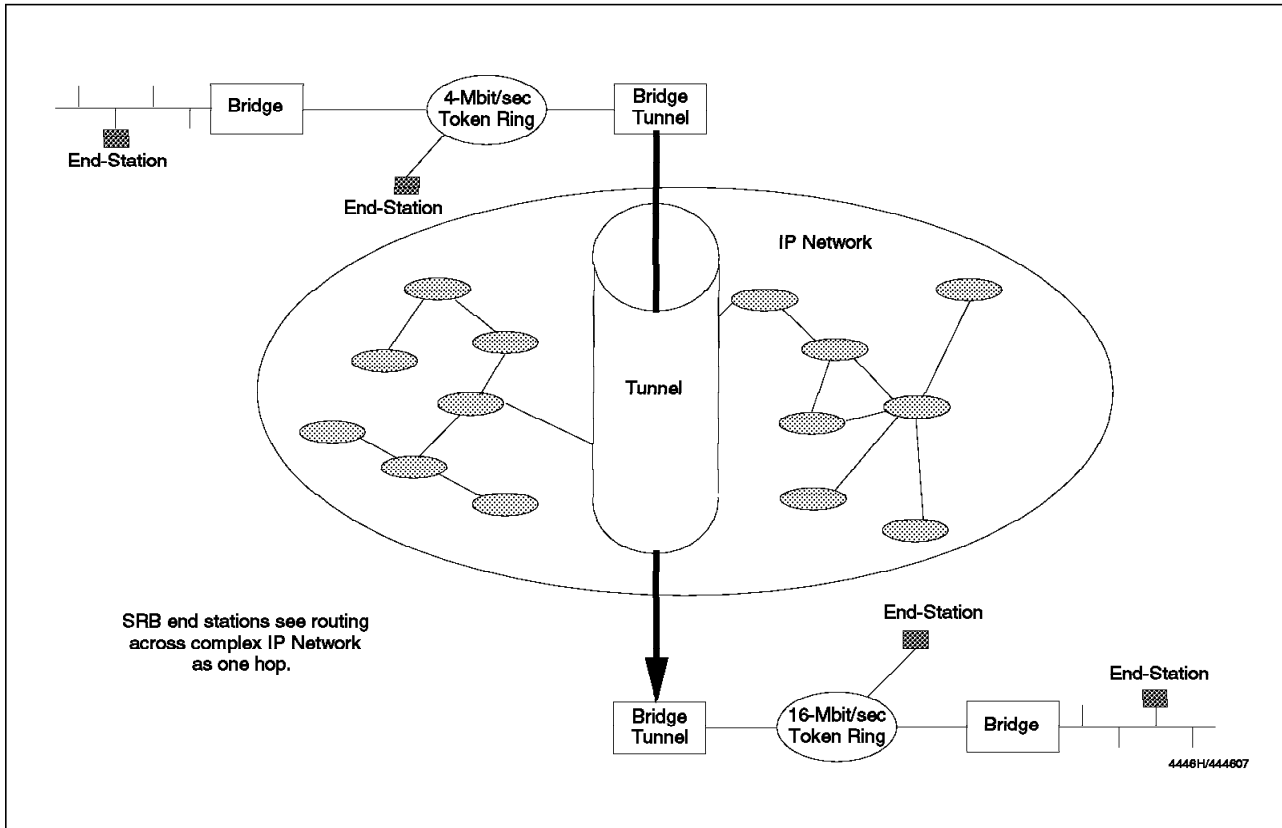 Bridge
4-Mbit/sec
Token Ring
Bridge
Tunnel
End-Station
End-Station
IP Network
Tunnel
SRB end stations see routing
across complex IP Network
as one hop.
End-Station
End-Station
Bridge
Tunnel
16-Mbit/sec
Token Ring
Bridge
4446H/444607